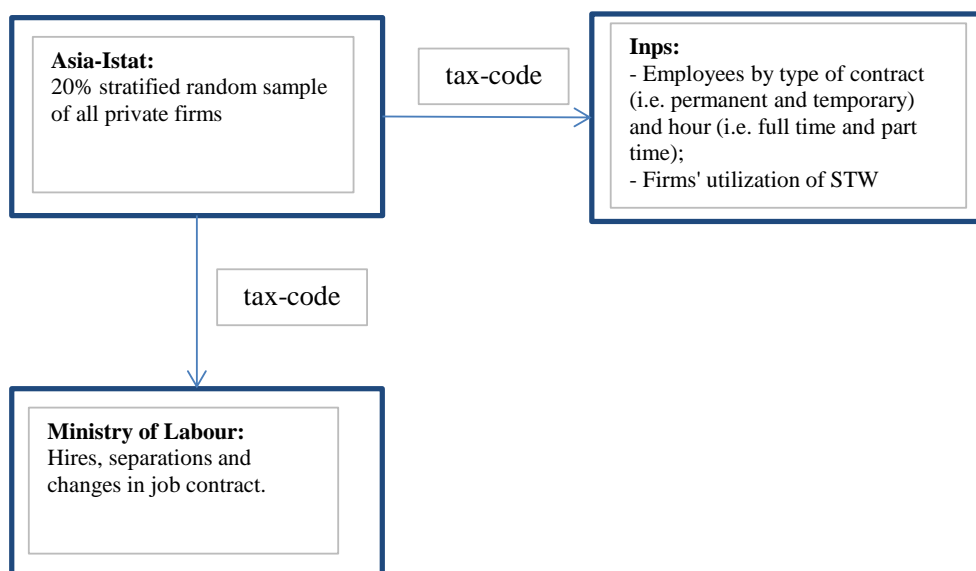 Asia-Istat:
20% stratified random sample
of all private firms
tax-code
Inps:
- Employees by type of contract
(i.e. permanent and temporary)
and hour (i.e. full time and part
time);
- Firms' utilization of STW
tax-code
Ministry of Labour:
Hires, separations and
changes in job contract.